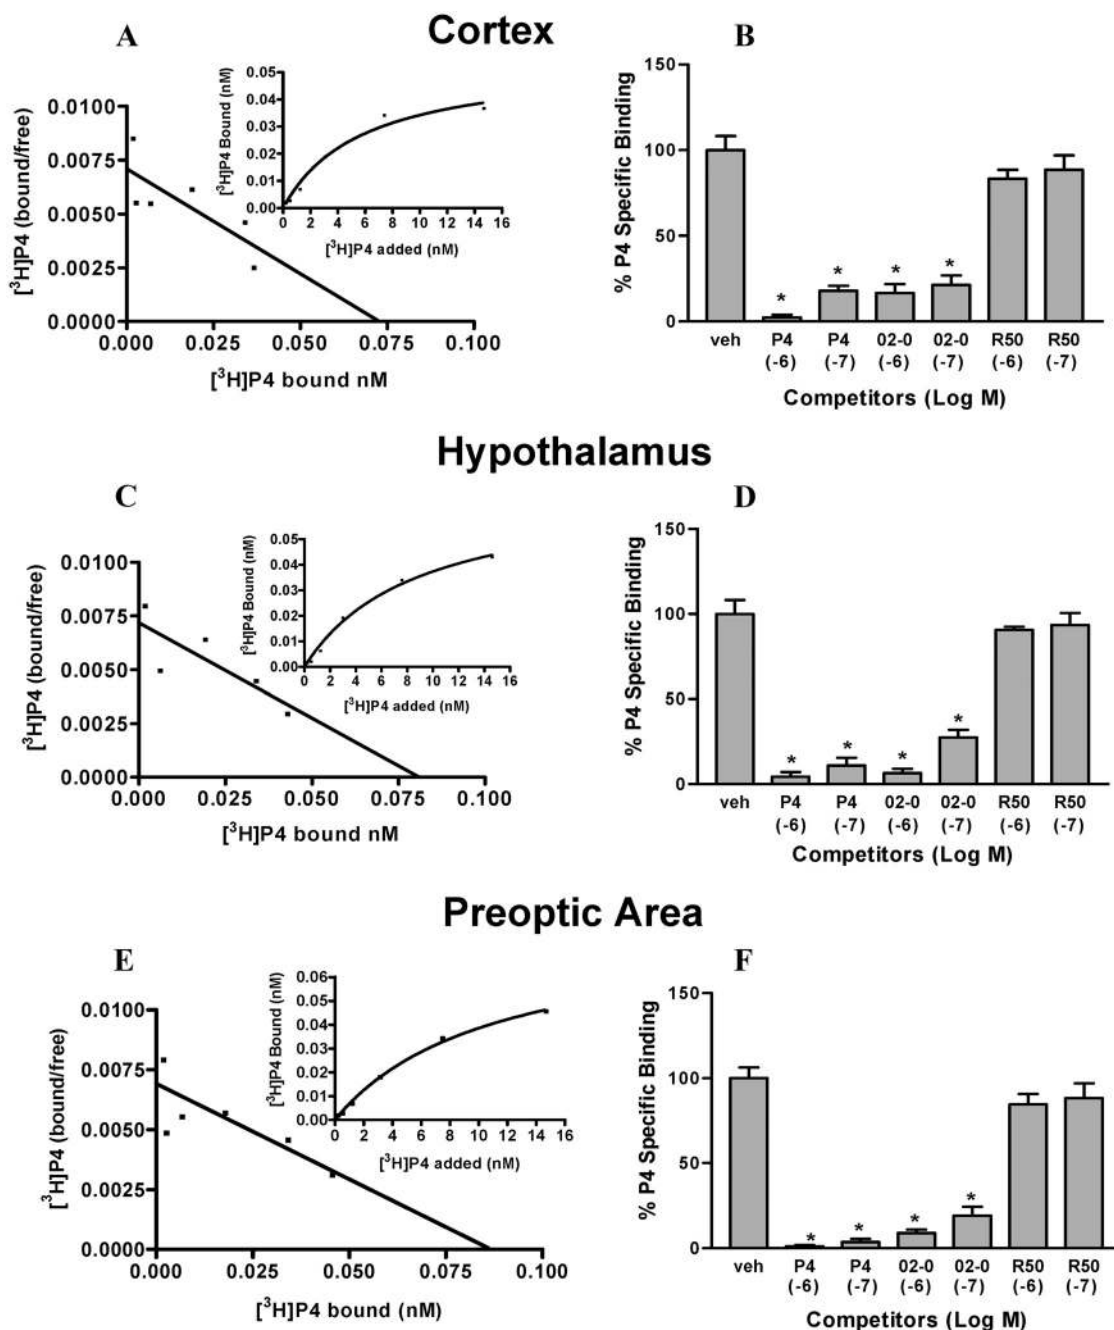 Cortex
A
[³H]P4 (bound/free)
0.0100
0.0075
0.0050
0.0025
0.0000
0.000 0.025 0.050 0.075 0.100
[³H]P4 bound nM
[³H]P4 Bound (nM)
0.05
0.04
0.03
0.02
0.01
0.00
0 2 4 6 8 10 12 14 16
[³H]P4 added (nM)
B
% P4 Specific Binding
150
100
50
0
* * * *
veh P4 P4 02-0 02-0 R50 R50
(-6) (-7) (-6) (-7) (-6) (-7)
Competitors (Log M)
Hypothalamus
C
[³H]P4 (bound/free)
0.0100
0.0075
0.0050
0.0025
0.0000
0.000 0.025 0.050 0.075 0.100
[³H]P4 bound nM
[³H]P4 Bound (nM)
0.05
0.04
0.03
0.02
0.01
0.00
0 2 4 6 8 10 12 14 16
[³H]P4 added (nM)
D
% P4 Specific Binding
150
100
50
0
* * * *
veh P4 P4 02-0 02-0 R50 R50
(-6) (-7) (-6) (-7) (-6) (-7)
Competitors (Log M)
Preoptic Area
E
[³H]P4 (bound/free)
0.0100
0.0075
0.0050
0.0025
0.0000
0.000 0.025 0.050 0.075 0.100
[³H]P4 bound (nM)
[³H]P4 Bound (nM)
0.06
0.05
0.04
0.03
0.02
0.01
0.00
0 2 4 6 8 10 12 14 16
[³H]P4 added (nM)
F
% P4 Specific Binding
150
100
50
0
* * * *
veh P4 P4 02-0 02-0 R50 R50
(-6) (-7) (-6) (-7) (-6) (-7)
Competitors (Log M)